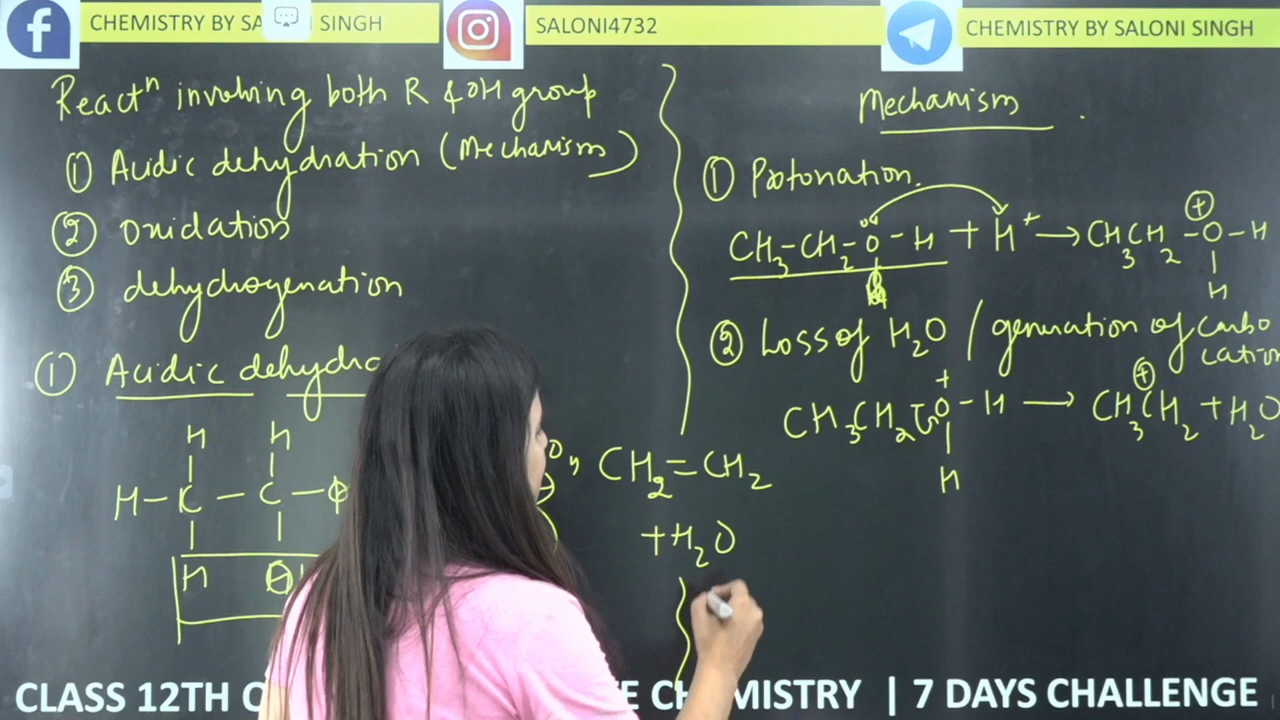 CHEMISTRY BY SA SINGH
SALONI4732
CHEMISTRY BY SALONI SINGH
Reactⁿ involving both R & OH group
① Acidic dehydration (Mechanism)
② oxidation
③ dehydrogenation
① Acidic dehydra
H H
H-C-C-
H
CH₂=CH₂
+H₂O
Mechanism
① Protonation.
CH₃-CH₂-O-H + H⁺ → CH₃CH₂-O-H
⊕
H
② Loss of H₂O / generation of carbo
cation
CH₃CH₂-O-H → CH₃CH₂ + H₂O
+ ⊕
H
CLASS 12TH O E CHEMISTRY | 7 DAYS CHALLENGE